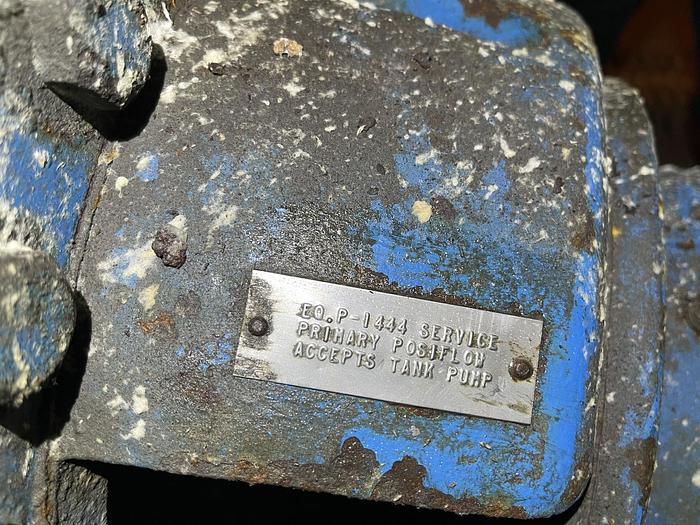 EQ.P-1444 SERVICE
PRIMARY POSIFLOW
ACCEPTS TANK PUMP